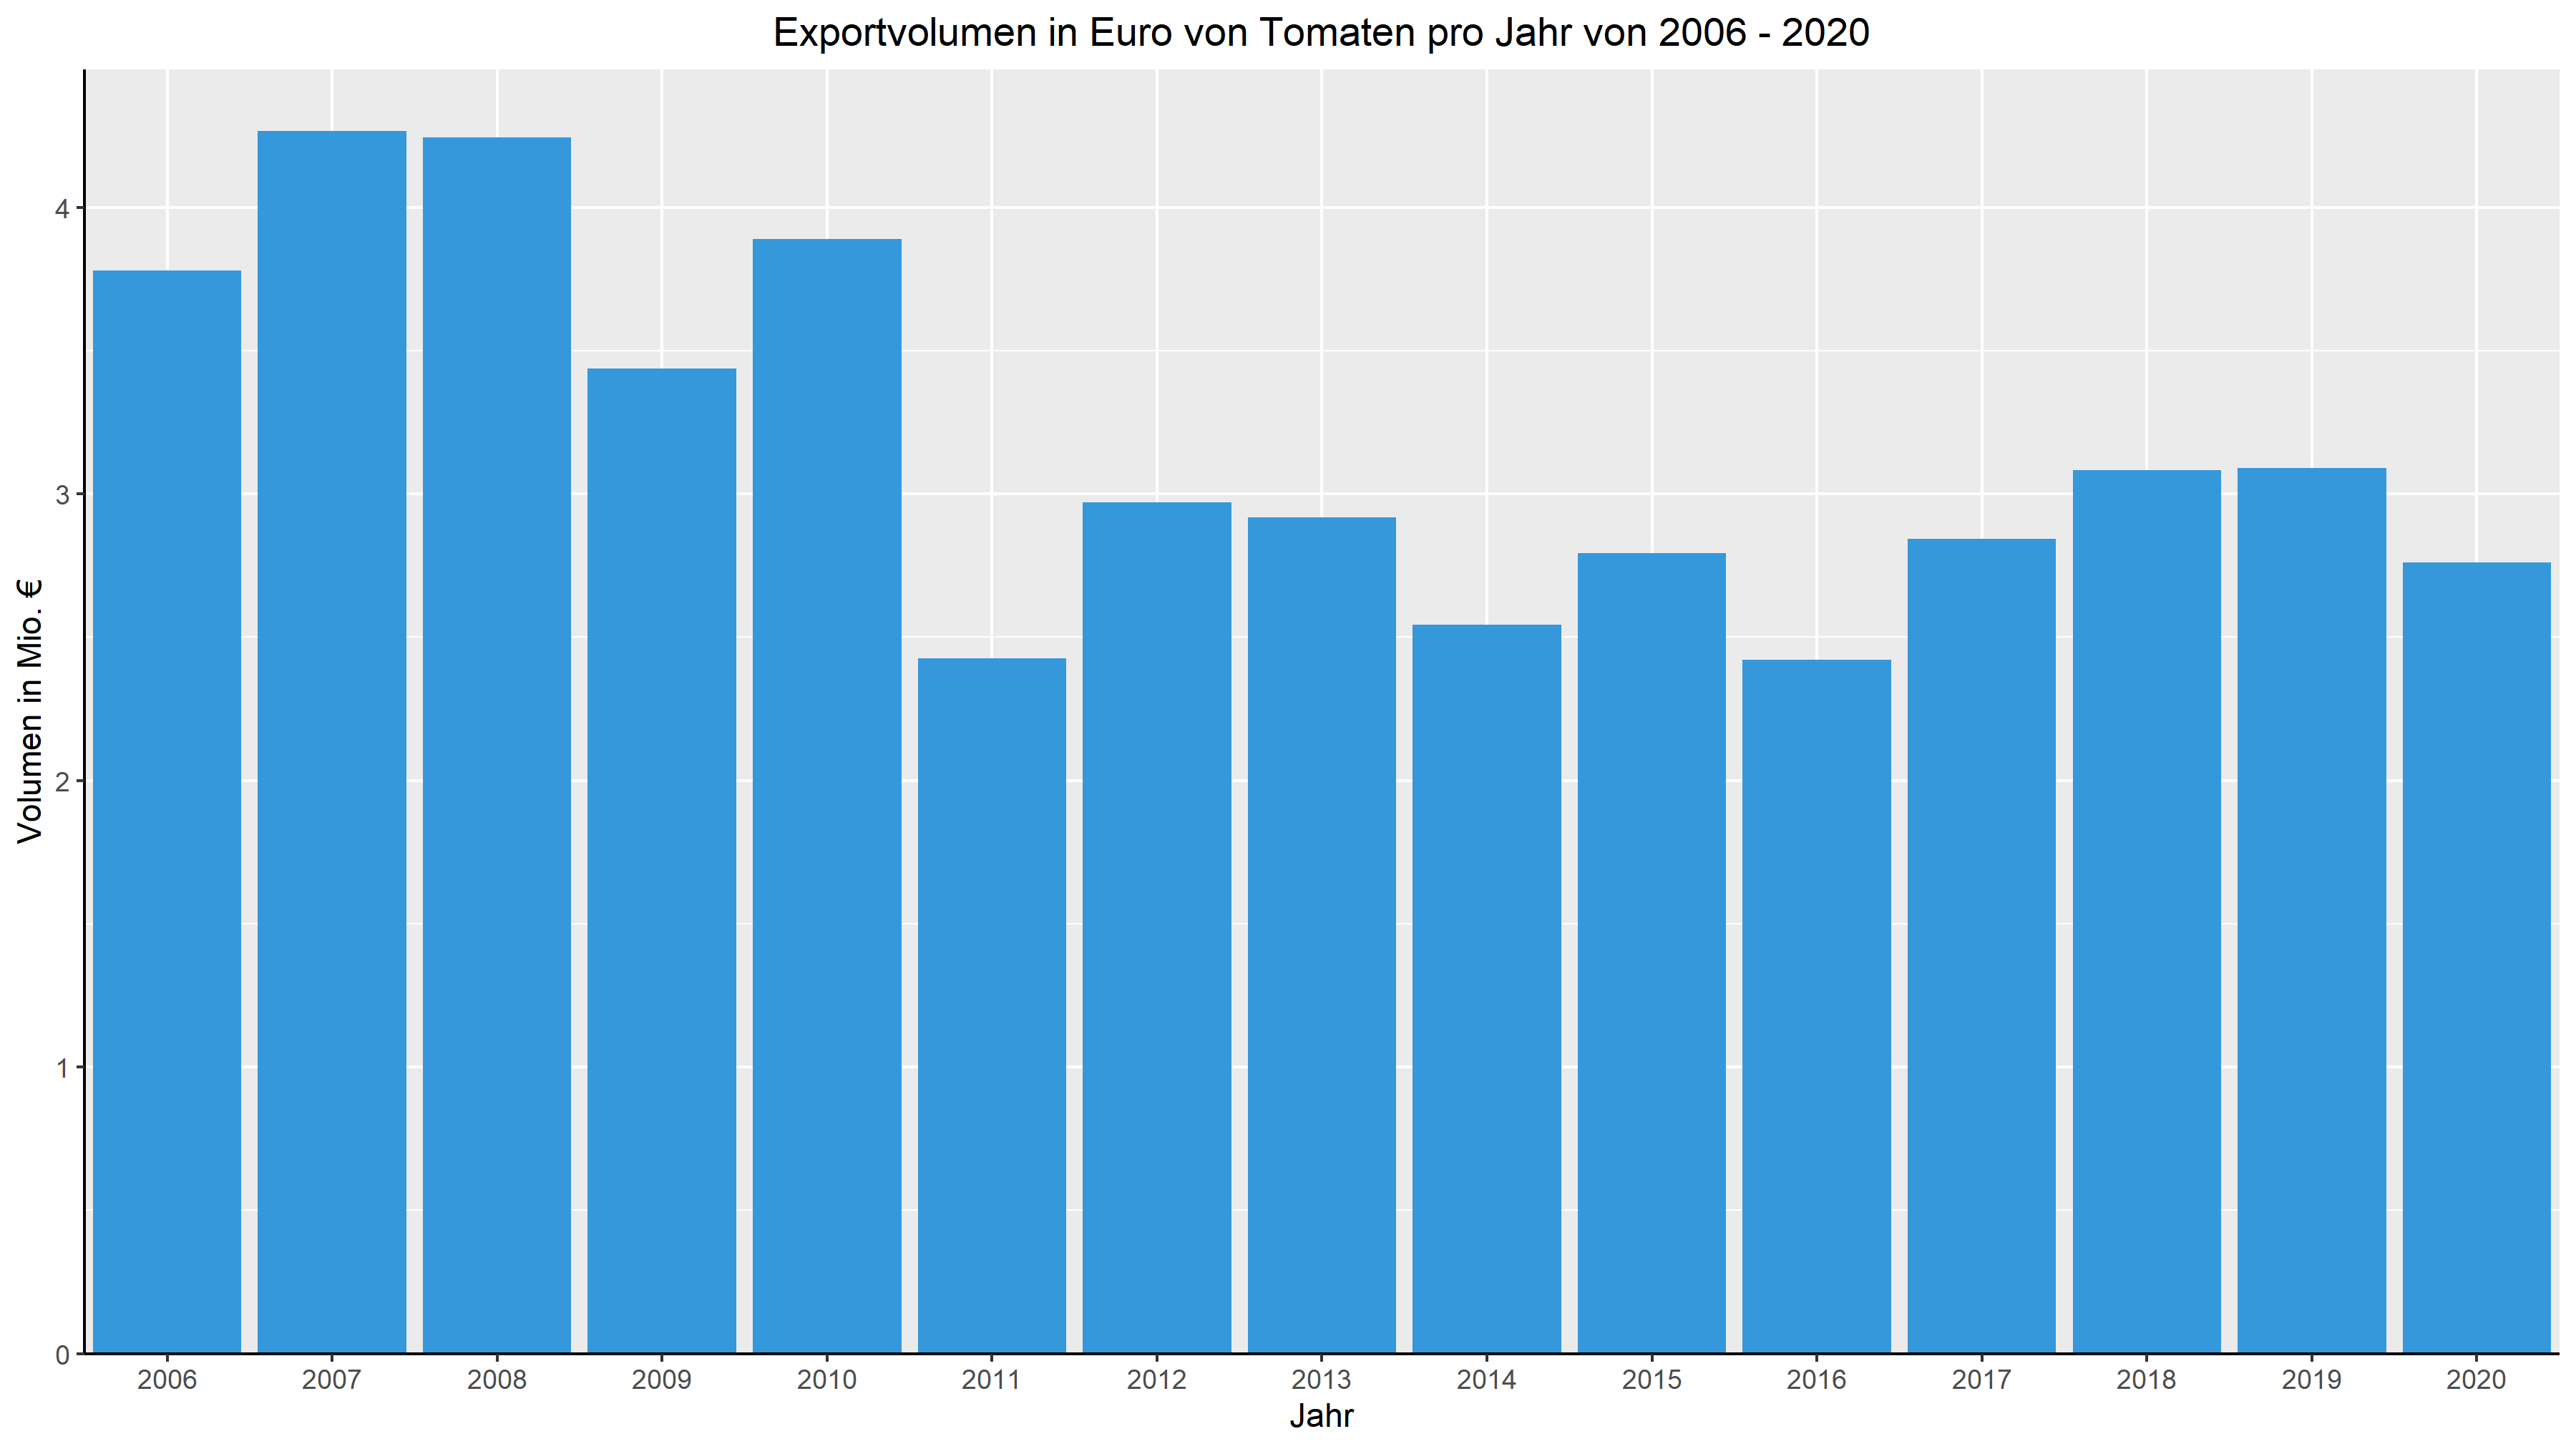 Exportvolumen in Euro von Tomaten pro Jahr von 2006 - 2020
Volumen in Mio. €
4
3
2
1
0
2006 2007 2008 2009 2010 2011 2012 2013 2014 2015 2016 2017 2018 2019 2020
Jahr